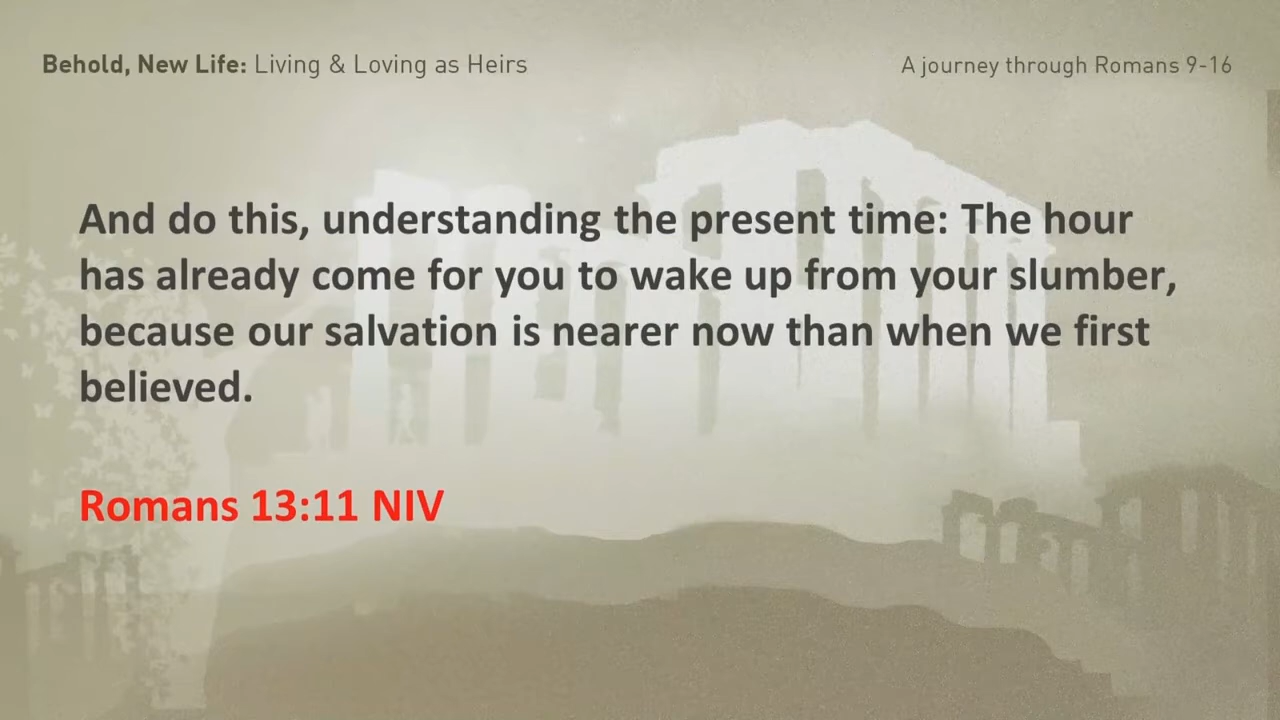 Behold, New Life: Living & Loving as Heirs
A journey through Romans 9-16
And do this, understanding the present time: The hour
has already come for you to wake up from your slumber,
because our salvation is nearer now than when we first
believed.
Romans 13:11 NIV